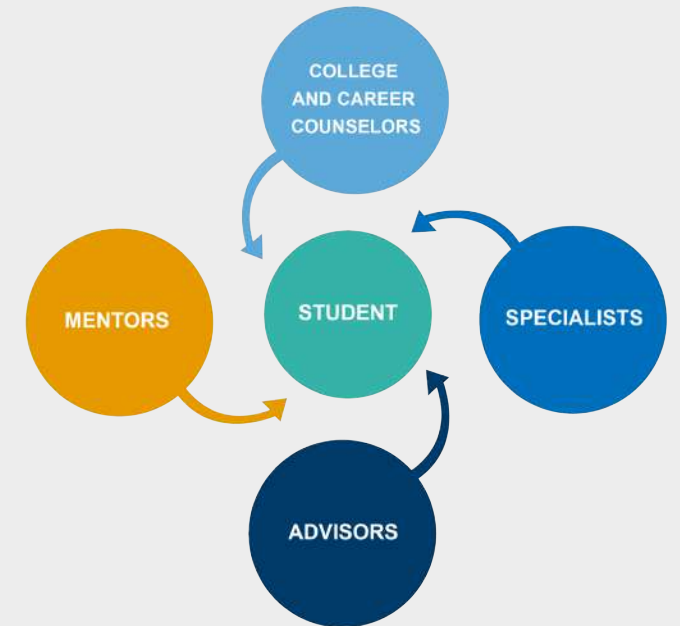 COLLEGE
AND CAREER
COUNSELORS
MENTORS
STUDENT
SPECIALISTS
ADVISORS